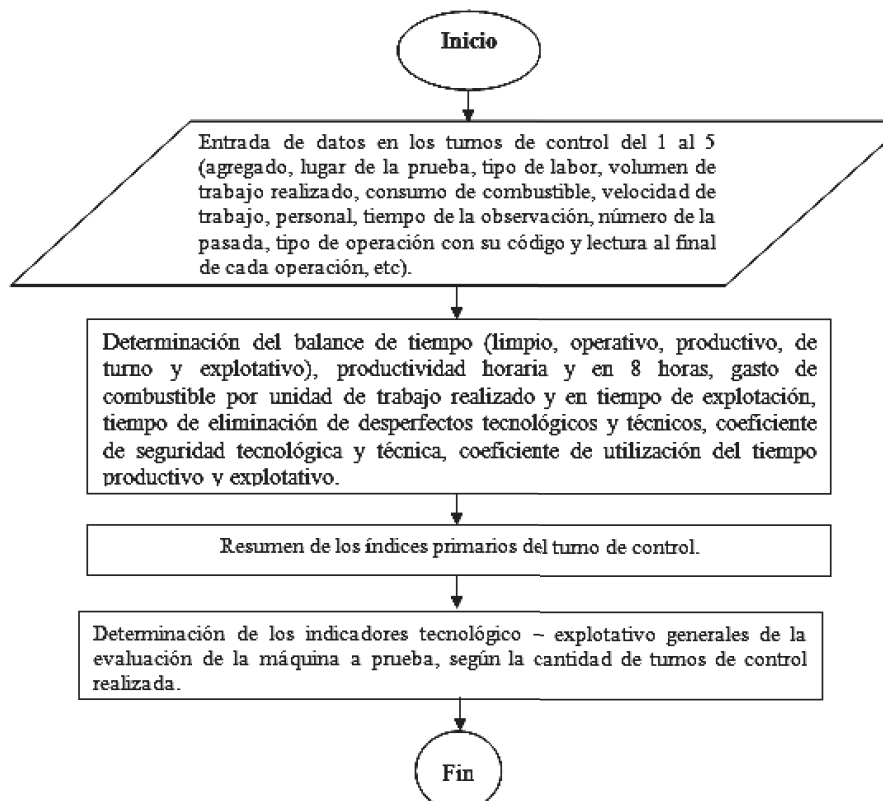 Inicio
Entrada de datos en los turnos de control del 1 al 5
(agregado, lugar de la prueba, tipo de labor, volumen de
trabajo realizado, consumo de combustible, velocidad de
trabajo, personal, tiempo de la observación, número de la
pasada, tipo de operación con su código y lectura al final
de cada operación, etc).
Determinación del balance de tiempo (limpio, operativo, productivo, de
turno y explotativo), productividad horaria y en 8 horas, gasto de
combustible por unidad de trabajo realizado y en tiempo de explotación,
tiempo de eliminación de desperfectos tecnológicos y técnicos, coeficiente
de seguridad tecnológica y técnica, coeficiente de utilización del tiempo
productivo y explotativo.
Resumen de los índices primarios del turno de control.
Determinación de los indicadores tecnológico – explotativo generales de la
evaluación de la máquina a prueba, según la cantidad de turnos de control
realizada.
Fin